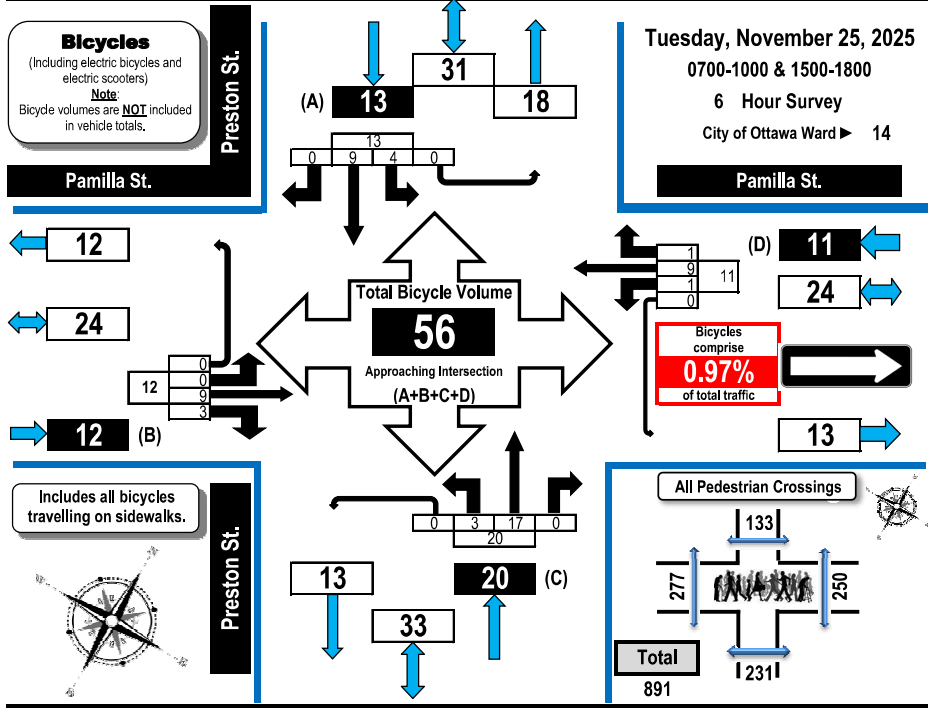 Bicycles
(Including electric bicycles and
electric scooters)
Note:
Bicycle volumes are NOT included
in vehicle totals.
Preston St.
Pamilla St.
(A)
13
31
18
13
0 9 4 0
Tuesday, November 25, 2025
0700-1000 & 1500-1800
6 Hour Survey
City of Ottawa Ward ► 14
Pamilla St.
12
24
12
0
0
9
3
12 (B)
Total Bicycle Volume
56
Approaching Intersection
(A+B+C+D)
1
9
1
0
11
(D) 11
24
Bicycles
comprise
0.97%
of total traffic
13
Includes all bicycles
travelling on sidewalks.
Preston St.
0 3 17 0
20
13
33
20 (C)
All Pedestrian Crossings
133
277
250
231
Total
891